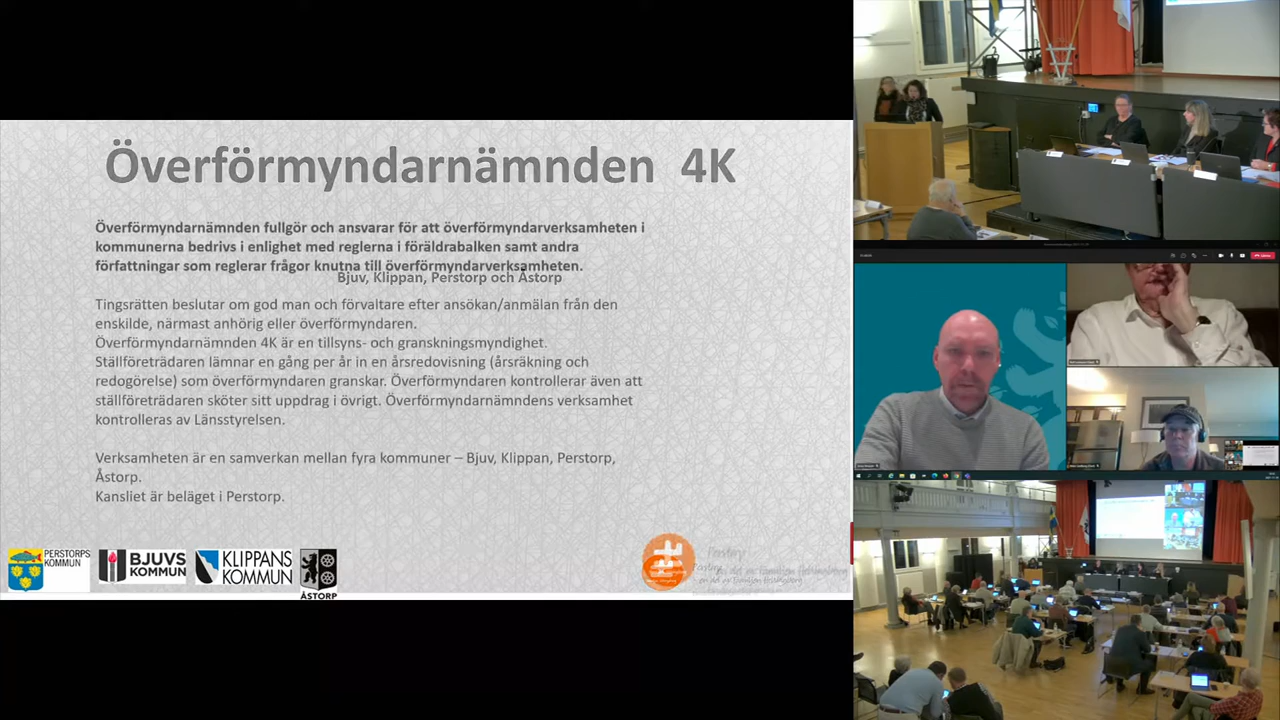 Överförmyndarnämnden 4K
Överförmyndarnämnden fullgör och ansvarar för att överförmyndarverksamheten i
kommunerna bedrivs i enlighet med reglerna i föräldrabalken samt andra
författningar som reglerar frågor knutna till överförmyndarverksamheten.
Bjuv, Klippan, Perstorp och Åstorp
Tingsrätten beslutar om god man och förvaltare efter ansökan/anmälan från den
enskilde, närmast anhörig eller överförmyndaren.
Överförmyndarnämnden 4K är en tillsyns- och granskningsmyndighet.
Ställföreträdaren lämnar en gång per år in en årsredovisning (årsräkning och
redogörelse) som överförmyndaren granskar. Överförmyndaren kontrollerar även att
ställföreträdaren sköter sitt uppdrag i övrigt. Överförmyndarnämndens verksamhet
kontrolleras av Länsstyrelsen.
Verksamheten är en samverkan mellan fyra kommuner – Bjuv, Klippan, Perstorp,
Åstorp.
Kansliet är beläget i Perstorp.
PERSTORPS
KOMMUN
BJUVS
KOMMUN
KLIPPANS
KOMMUN
ÅSTORP
Perstorp